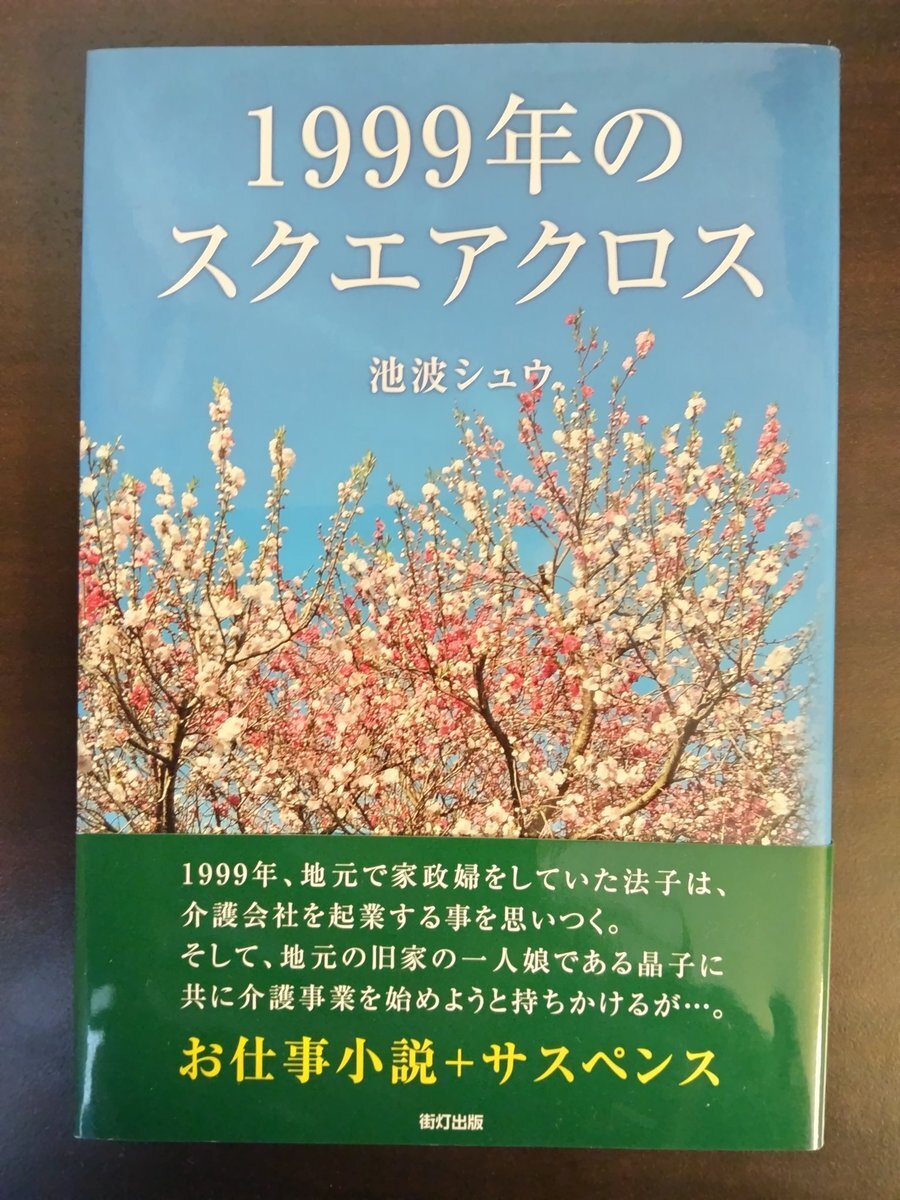 1999年の
スクエアクロス
池波シュウ
1999年、地元で家政婦をしていた法子は、
介護会社を起業する事を思いつく。
そして、地元の旧家の一人娘である晶子に
共に介護事業を始めようと持ちかけるが…。
お仕事小説+サスペンス
街灯出版